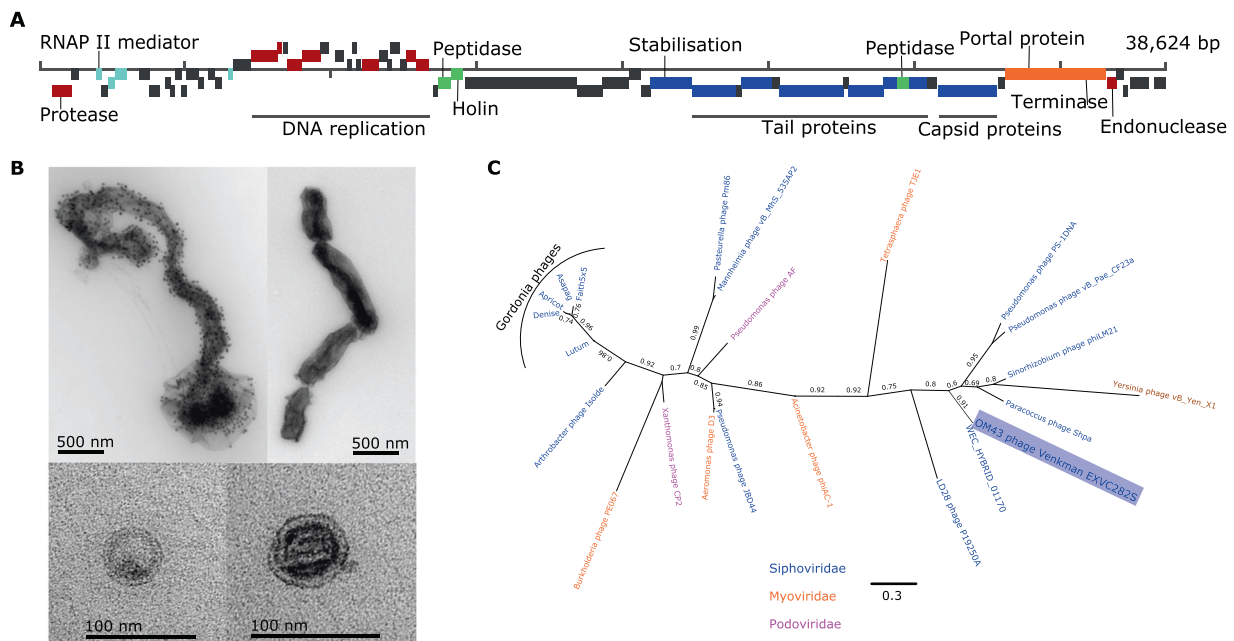 A
RNAP II mediator
Protease
DNA replication
Peptidase
Holin
Stabilisation
Tail proteins
Peptidase
Capsid proteins
Portal protein
Terminase
Endonuclease
38,624 bp
B
500 nm
500 nm
100 nm
100 nm
C
Gordonia phages
Asapag
Faith5x5
Apricot
Denise
Lutum
0.76
0.74
0.96
0.98
0.92
0.7
0.8
0.99
0.85
0.94
0.86
0.92
0.92
0.75
0.8
0.6
0.69
0.8
0.95
0.91
Arthrobacter phage Isolde
Burkholderia phage PE067
Xanthomonas phage CP2
Pasteurella phage Pm86
Mannheimia phage vB_MhS_535AP2
Pseudomonas phage AF
Aeromonas phage D3
Pseudomonas phage JBD44
Acinetobacter phage phiAC-1
Tetrasphaera phage TJE1
LD28 phage P19250A
WEC_HYBRID_01170
OM43 phage Venkman EXVC282S
Paracoccus phage Shpa
Yersinia phage vB_Yen_X1
Sinorhizobium phage phiLM21
Pseudomonas phage vB_Pae_CF23a
Pseudomonas phage PS-1DNA
Siphoviridae
Myoviridae
Podoviridae
0.3